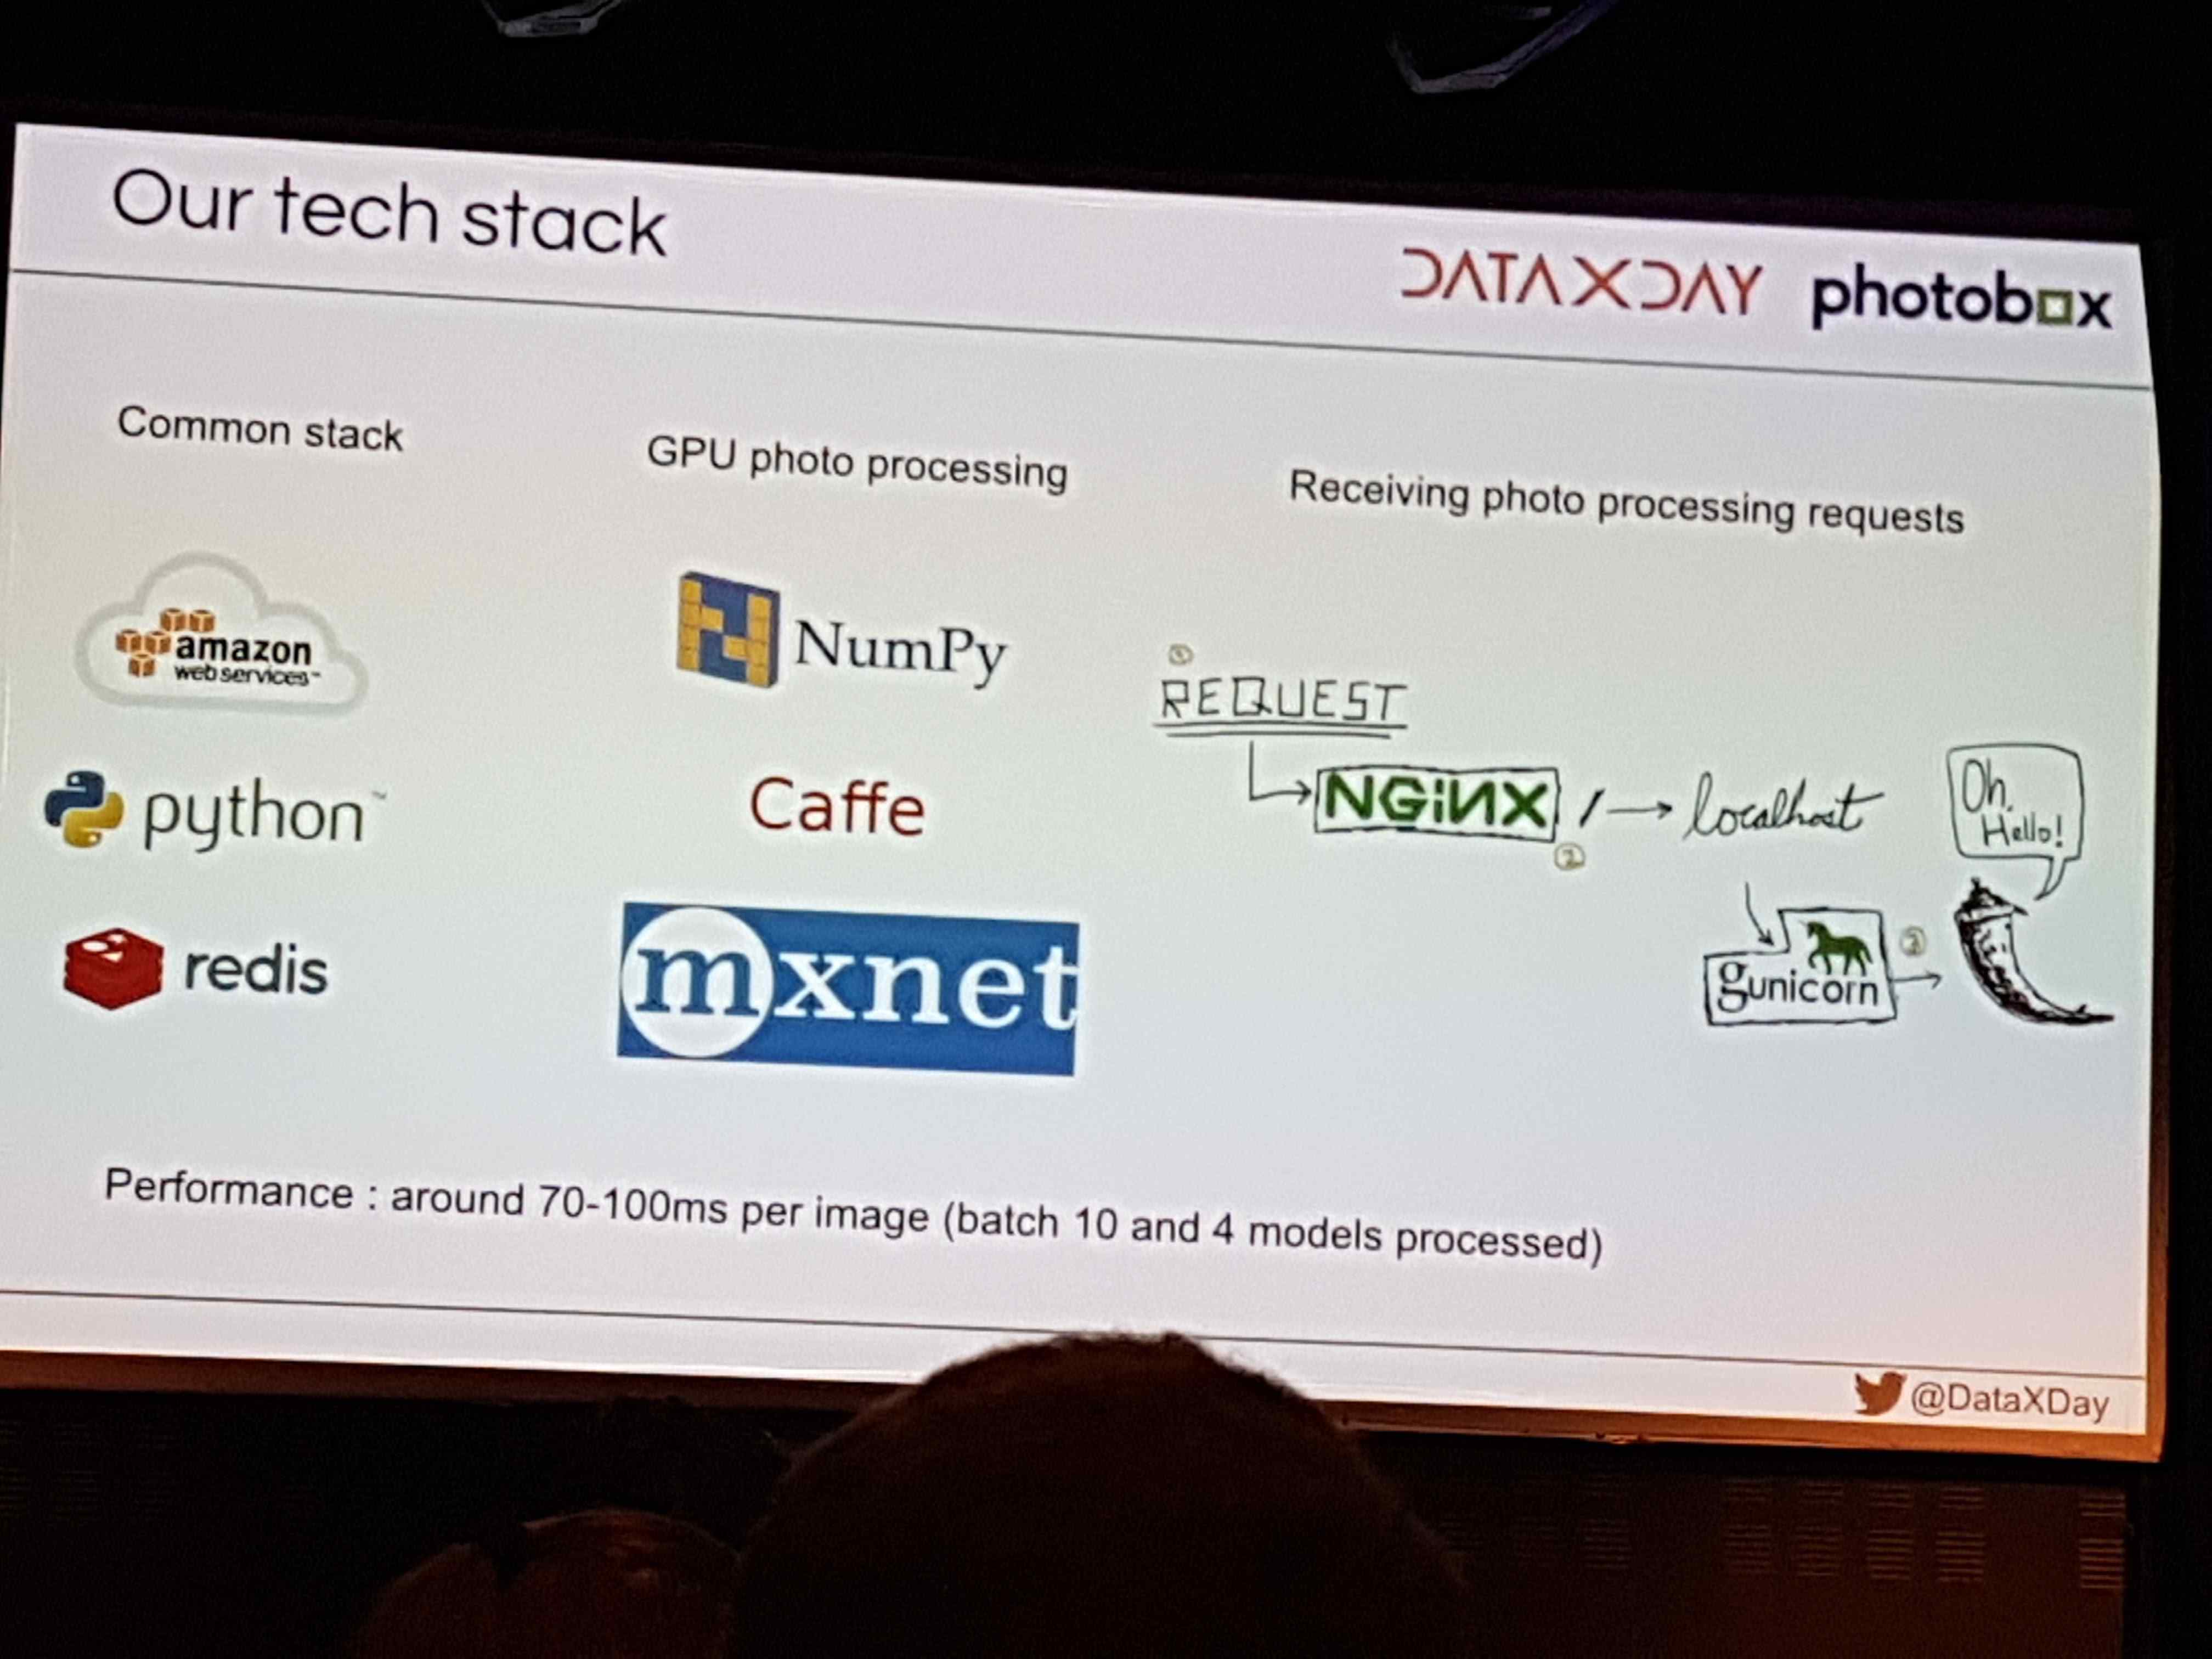 Our tech stack
DATAXDAY photobox
Common stack
GPU photo processing
Receiving photo processing requests
amazon
web services™
NumPy
①
REQUEST
python™
Caffe
NGiNX / → localhost
②
Oh,
Hello!
redis
mxnet
gunicorn
③
Performance : around 70-100ms per image (batch 10 and 4 models processed)
@DataXDay